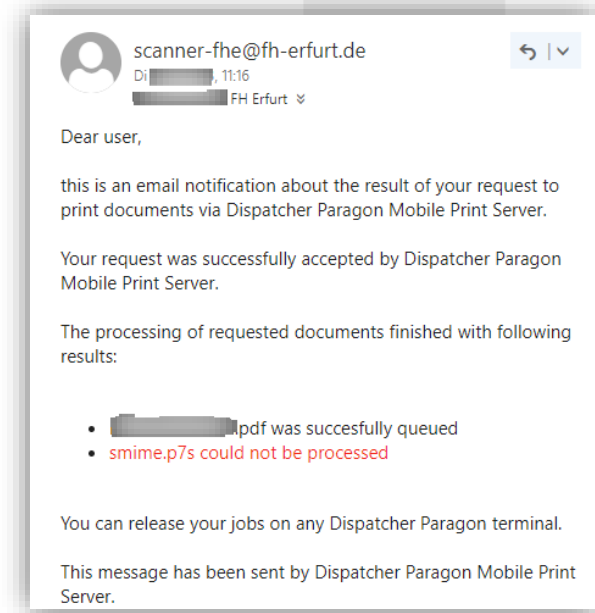 scanner-fhe@fh-erfurt.de
Di , 11:16
FH Erfurt
Dear user,
this is an email notification about the result of your request to
print documents via Dispatcher Paragon Mobile Print Server.
Your request was successfully accepted by Dispatcher Paragon
Mobile Print Server.
The processing of requested documents finished with following
results:
• .pdf was succesfully queued
• smime.p7s could not be processed
You can release your jobs on any Dispatcher Paragon terminal.
This message has been sent by Dispatcher Paragon Mobile Print
Server.